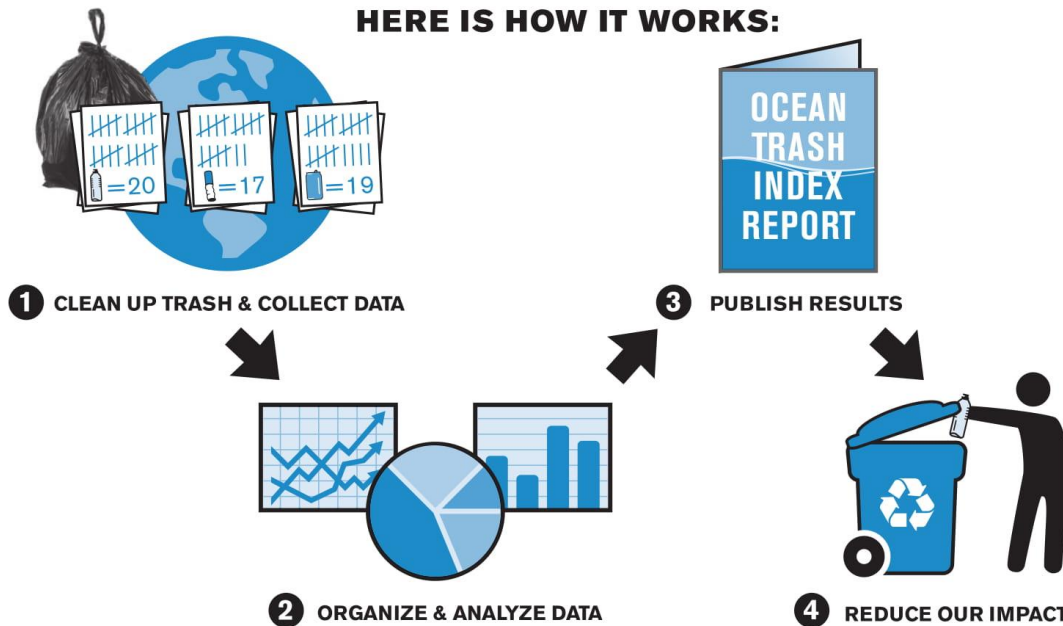 HERE IS HOW IT WORKS:
=20
=17
=19
1 CLEAN UP TRASH & COLLECT DATA
OCEAN
TRASH
INDEX
REPORT
3 PUBLISH RESULTS
2 ORGANIZE & ANALYZE DATA
4 REDUCE OUR IMPACT